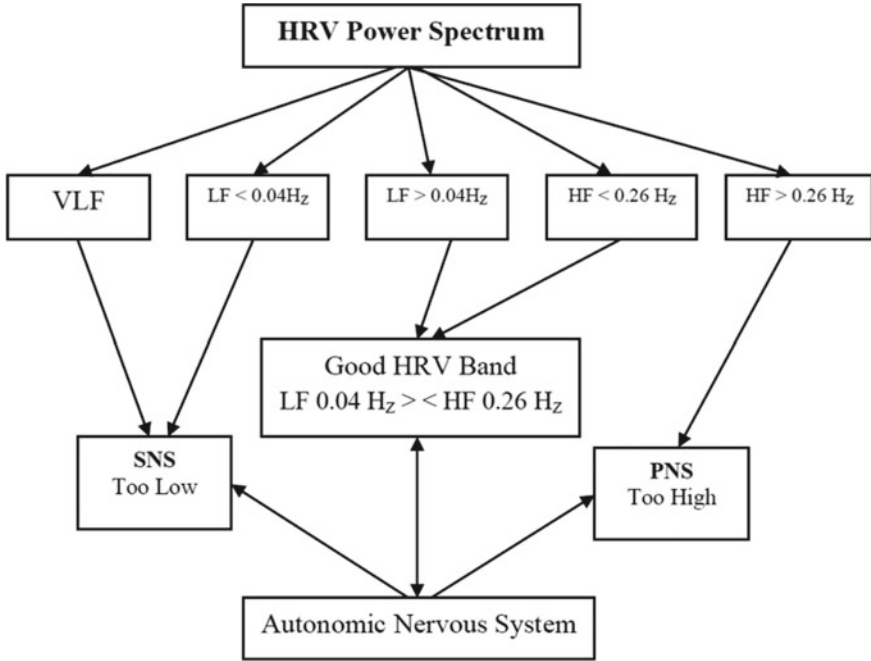 HRV Power Spectrum
VLF
LF < 0.04Hz
LF > 0.04Hz
HF < 0.26 Hz
HF > 0.26 Hz
Good HRV Band
LF 0.04 Hz > < HF 0.26 Hz
SNS
Too Low
PNS
Too High
Autonomic Nervous System